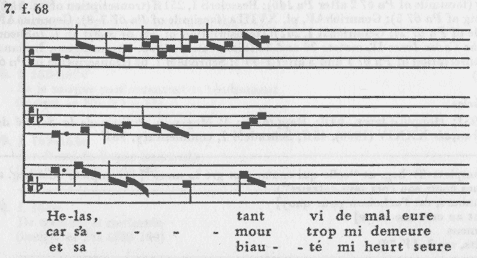 7. f. 68
He-las, tant vi de mal eure
car s'a - - - - mour trop mi demeure
et sa biau - - té mi heurt seure